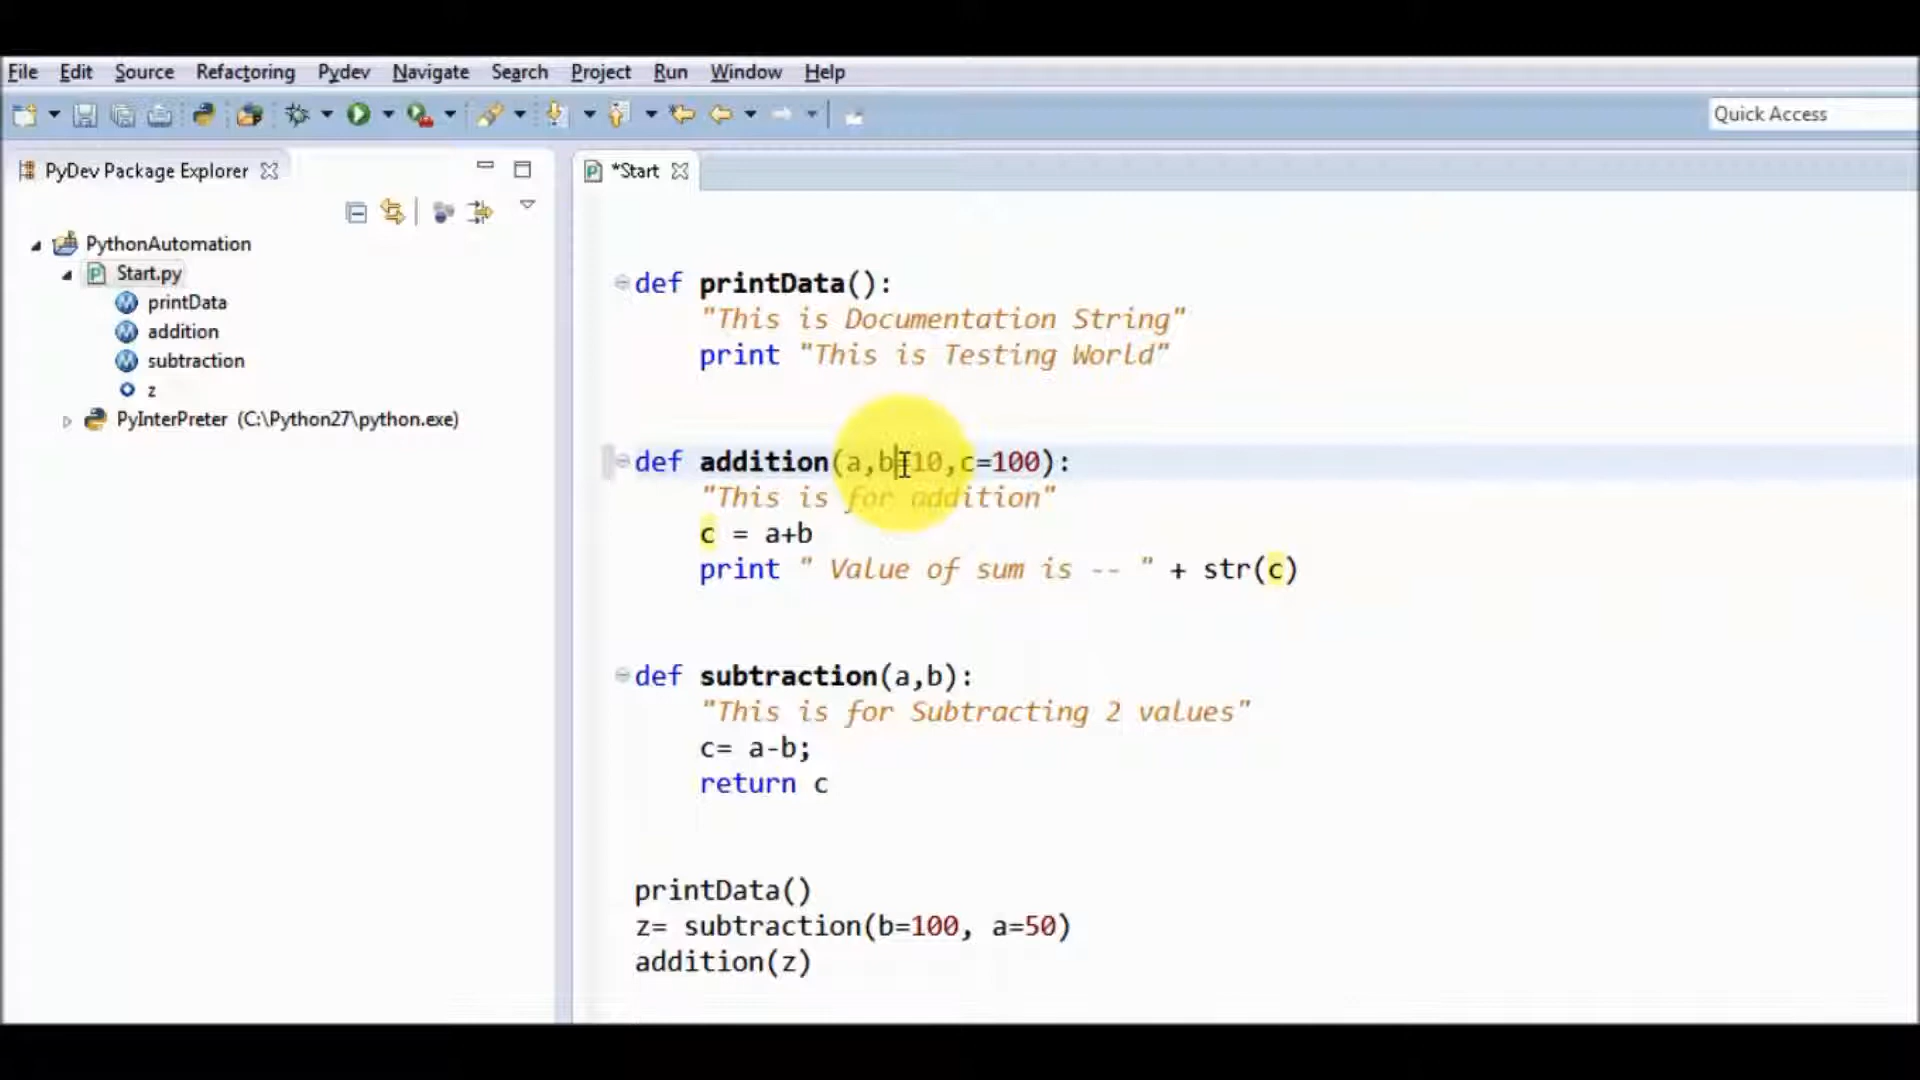 File Edit Source Refactoring Pydev Navigate Search Project Run Window Help
Quick Access
PyDev Package Explorer
*Start
PythonAutomation
Start.py
printData
addition
subtraction
z
PyInterPreter (C:\Python27\python.exe)
def printData():
"This is Documentation String"
print "This is Testing World"
def addition(a,b=10,c=100):
"This is for addition"
c = a+b
print " Value of sum is -- " + str(c)
def subtraction(a,b):
"This is for Subtracting 2 values"
c= a-b;
return c
printData()
z= subtraction(b=100, a=50)
addition(z)